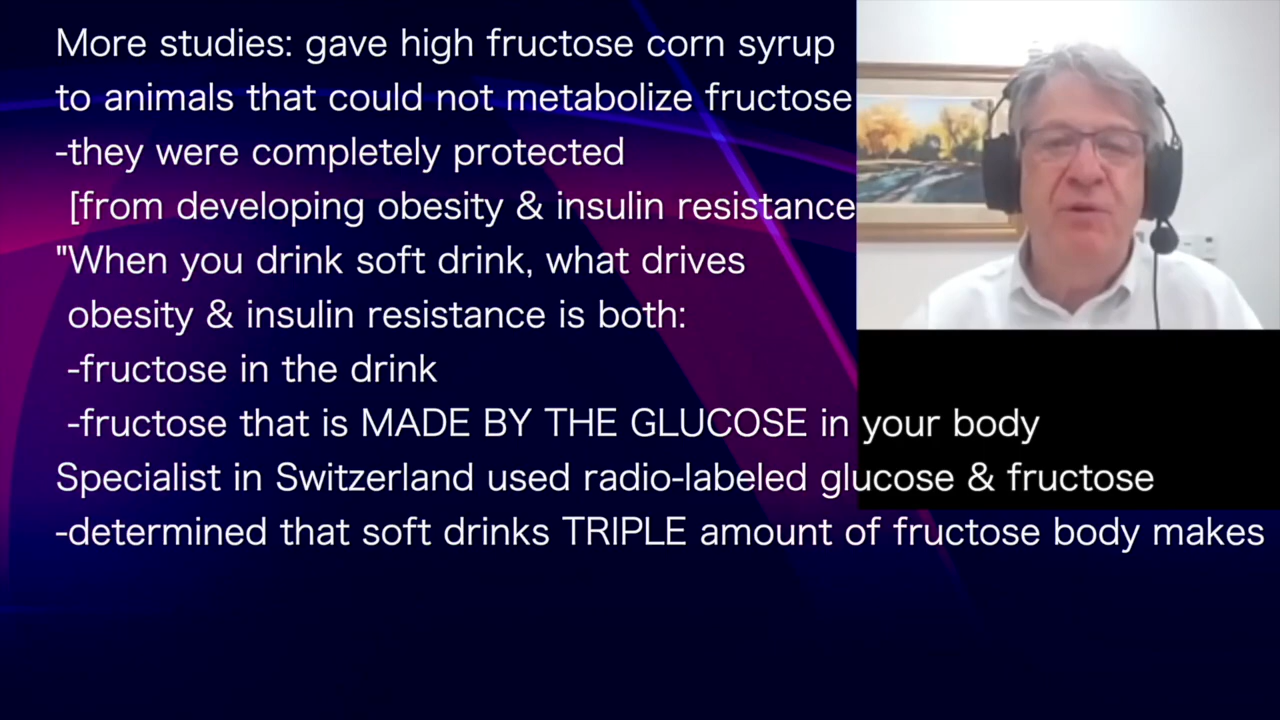 More studies: gave high fructose corn syrup
to animals that could not metabolize fructose
-they were completely protected
[from developing obesity & insulin resistance
"When you drink soft drink, what drives
obesity & insulin resistance is both:
-fructose in the drink
-fructose that is MADE BY THE GLUCOSE in your body
Specialist in Switzerland used radio-labeled glucose & fructose
-determined that soft drinks TRIPLE amount of fructose body makes